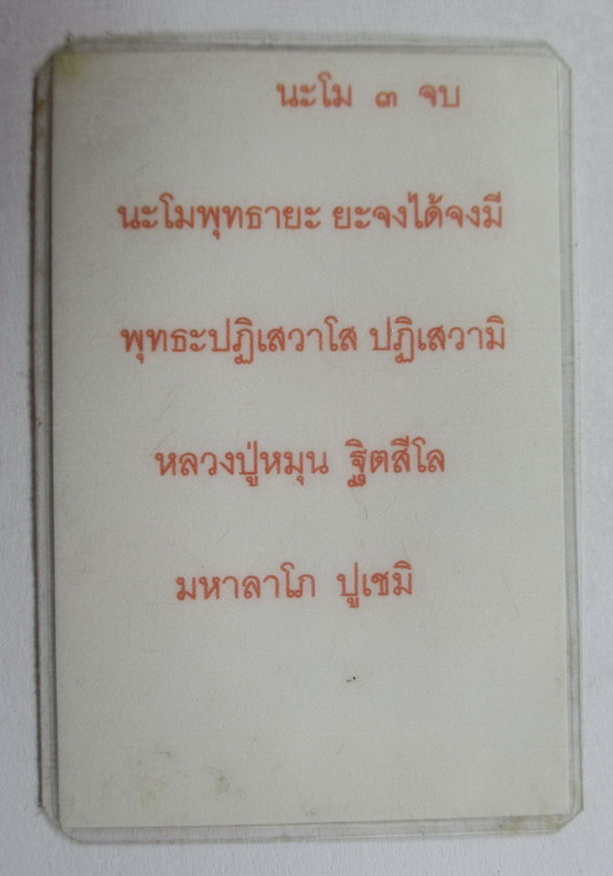 นะโม ๓ จบ
นะโมพุทธายะ ยะจงได้จงมี
พุทธะปฏิเสวาโส ปฏิเสวามิ
หลวงปู่หมุน ฐิตสีโล
มหาลาโภ ปูเชมิ